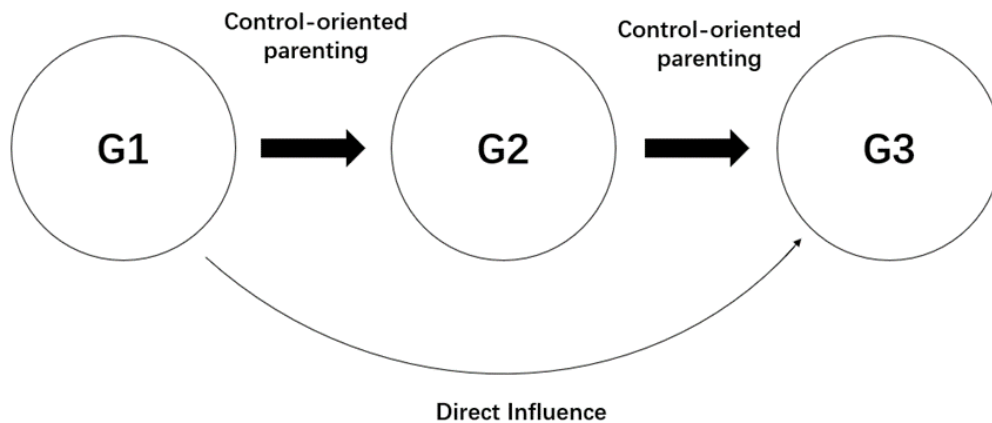 Control-oriented
parenting
Control-oriented
parenting
G1
G2
G3
Direct Influence